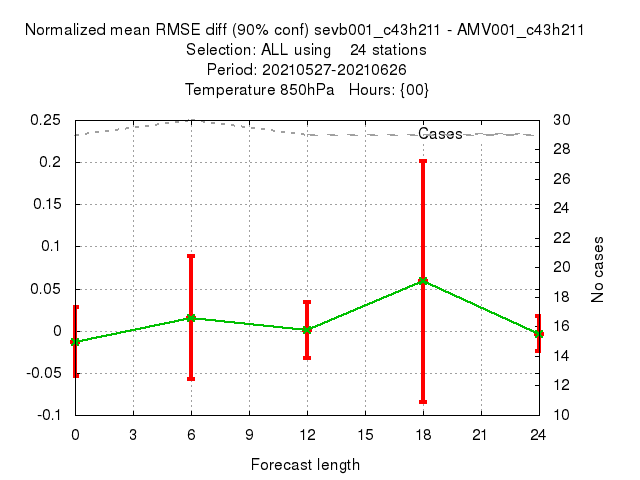 Normalized mean RMSE diff (90% conf) sevb001_c43h211 - AMV001_c43h211
Selection: ALL using 24 stations
Period: 20210527-20210626
Temperature 850hPa Hours: {00}
0.25
0.2
0.15
0.1
0.05
0
-0.05
-0.1
Cases
30
28
26
24
22
20
18
16
14
12
10
No cases
0 3 6 9 12 15 18 21 24
Forecast length